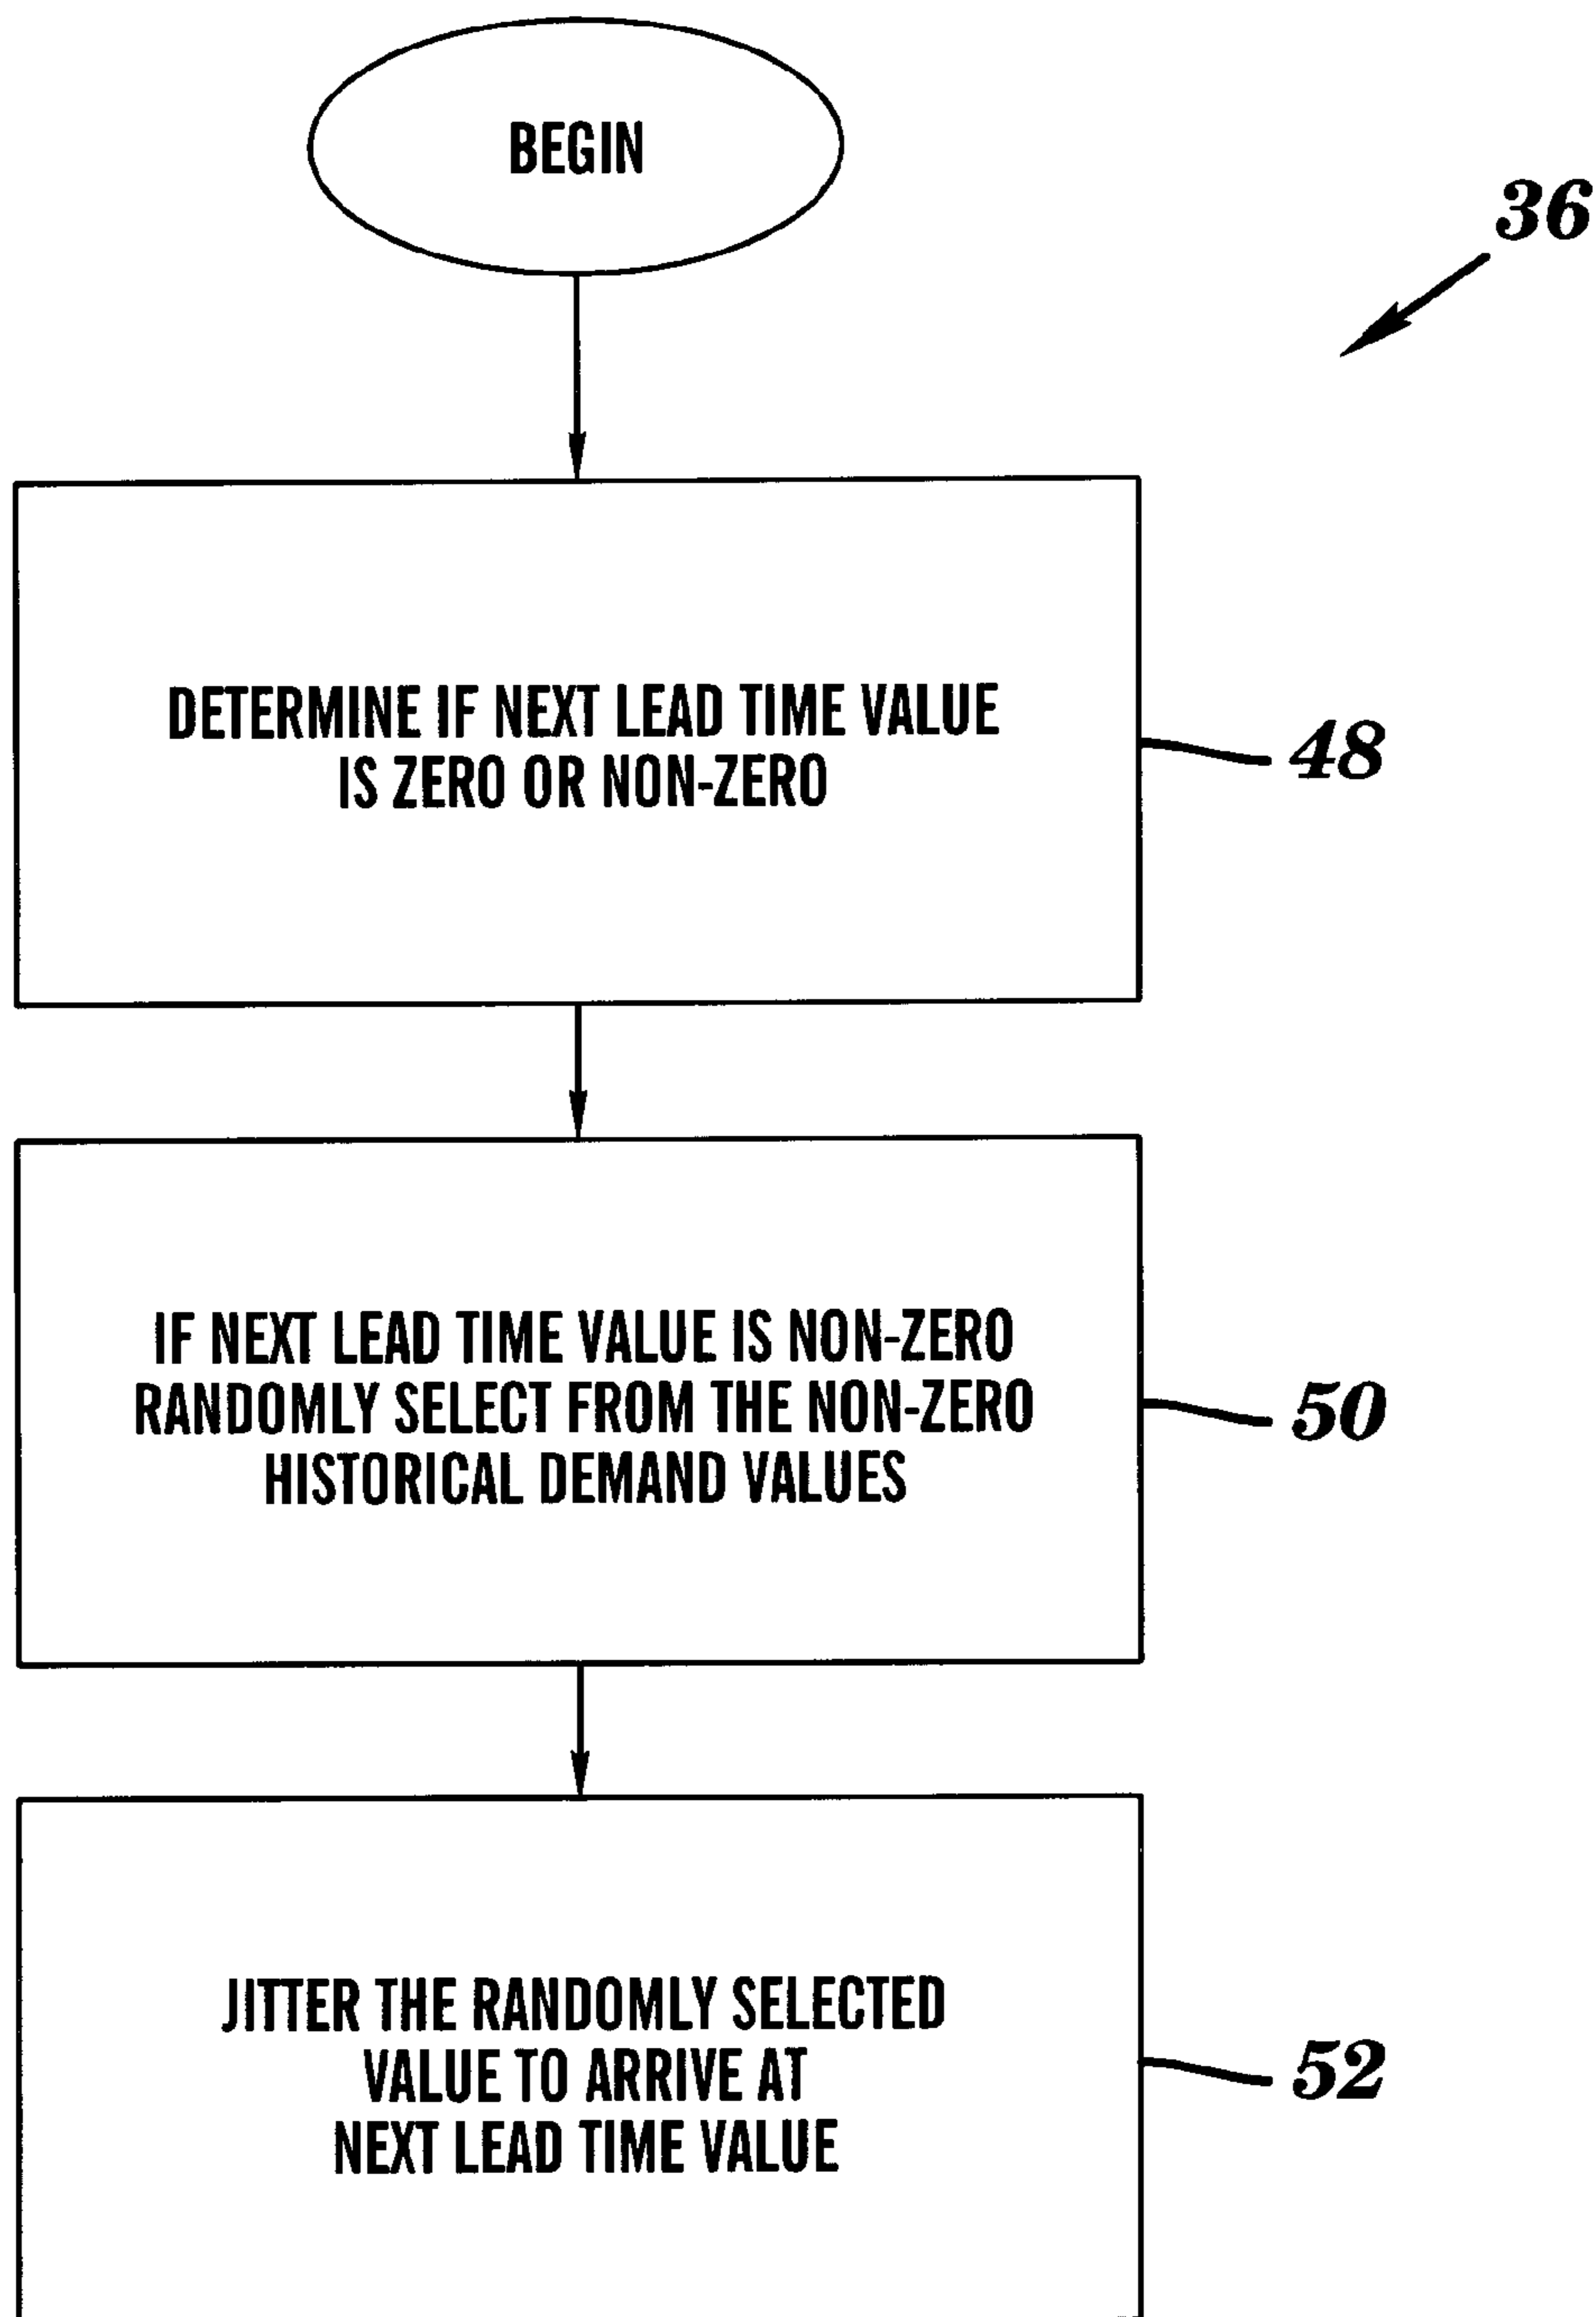 BEGIN
36
DETERMINE IF NEXT LEAD TIME VALUE
IS ZERO OR NON-ZERO
48
IF NEXT LEAD TIME VALUE IS NON-ZERO
RANDOMLY SELECT FROM THE NON-ZERO
HISTORICAL DEMAND VALUES
50
JITTER THE RANDOMLY SELECTED
VALUE TO ARRIVE AT
NEXT LEAD TIME VALUE
52